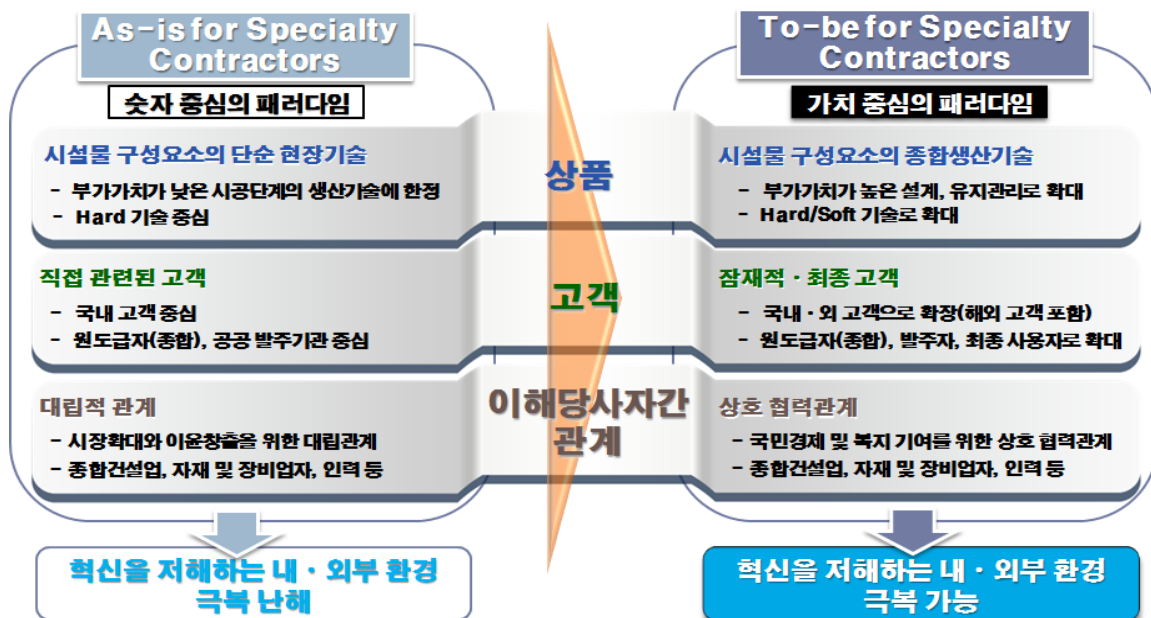 As-is for Specialty
Contractors
숫자 중심의 패러다임
시설물 구성요소의 단순 현장기술
- 부가가치가 낮은 시공단계의 생산기술에 한정
- Hard 기술 중심
직접 관련된 고객
- 국내 고객 중심
- 원도급자(종합), 공공 발주기관 중심
대립적 관계
- 시장확대와 이윤창출을 위한 대립관계
- 종합건설업, 자재 및 장비업자, 인력 등
혁신을 저해하는 내 · 외부 환경
극복 난해
상품
고객
이해당사자간
관계
To-be for Specialty
Contractors
가치 중심의 패러다임
시설물 구성요소의 종합생산기술
- 부가가치가 높은 설계, 유지관리로 확대
- Hard/Soft 기술로 확대
잠재적 · 최종 고객
- 국내 · 외 고객으로 확장(해외 고객 포함)
- 원도급자(종합), 발주자, 최종 사용자로 확대
상호 협력관계
- 국민경제 및 복지 기여를 위한 상호 협력관계
- 종합건설업, 자재 및 장비업자, 인력 등
혁신을 저해하는 내 · 외부 환경
극복 가능